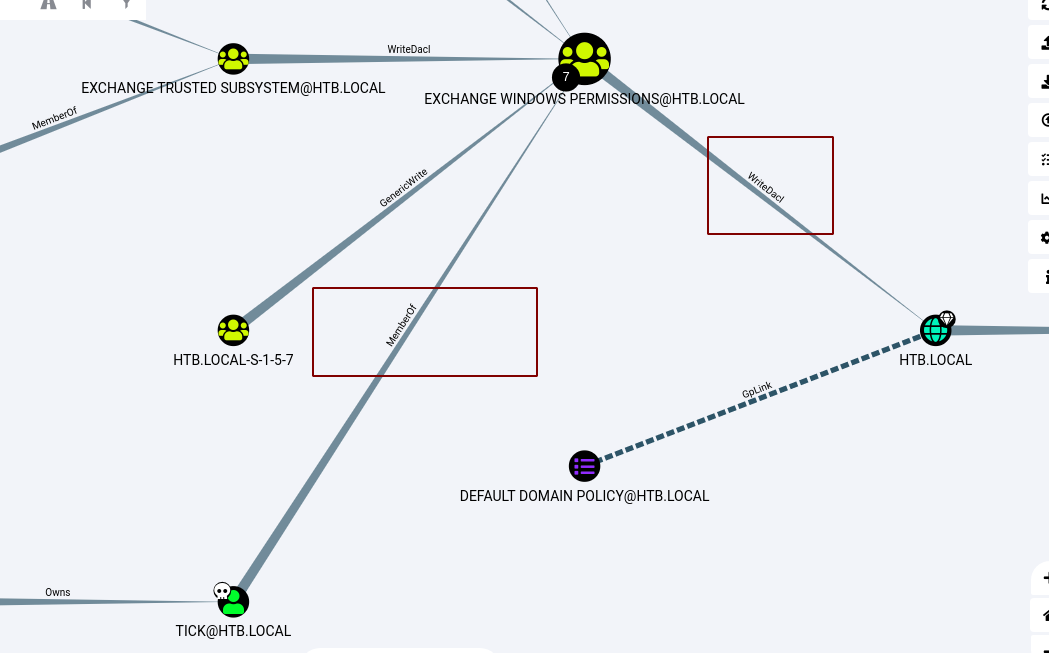 WriteDacl
EXCHANGE TRUSTED SUBSYSTEM@HTB.LOCAL
7
EXCHANGE WINDOWS PERMISSIONS@HTB.LOCAL
MemberOf
GenericWrite
WriteDacl
MemberOf
HTB.LOCAL-S-1-5-7
HTB.LOCAL
GpLink
DEFAULT DOMAIN POLICY@HTB.LOCAL
Owns
TICK@HTB.LOCAL